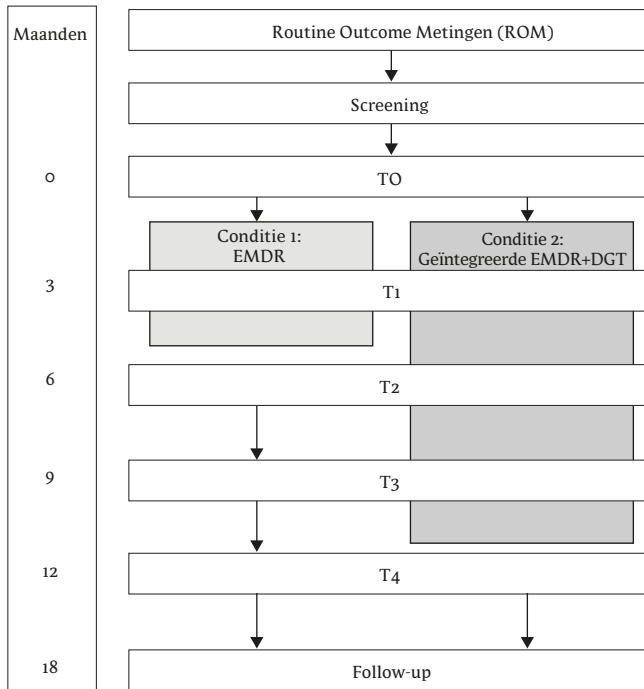 Maanden
Routine Outcome Metingen (ROM)
Screening
0
T0
Conditie 1:
EMDR
Conditie 2:
Geïntegreerde EMDR+DGT
3
T1
6
T2
9
T3
12
T4
18
Follow-up